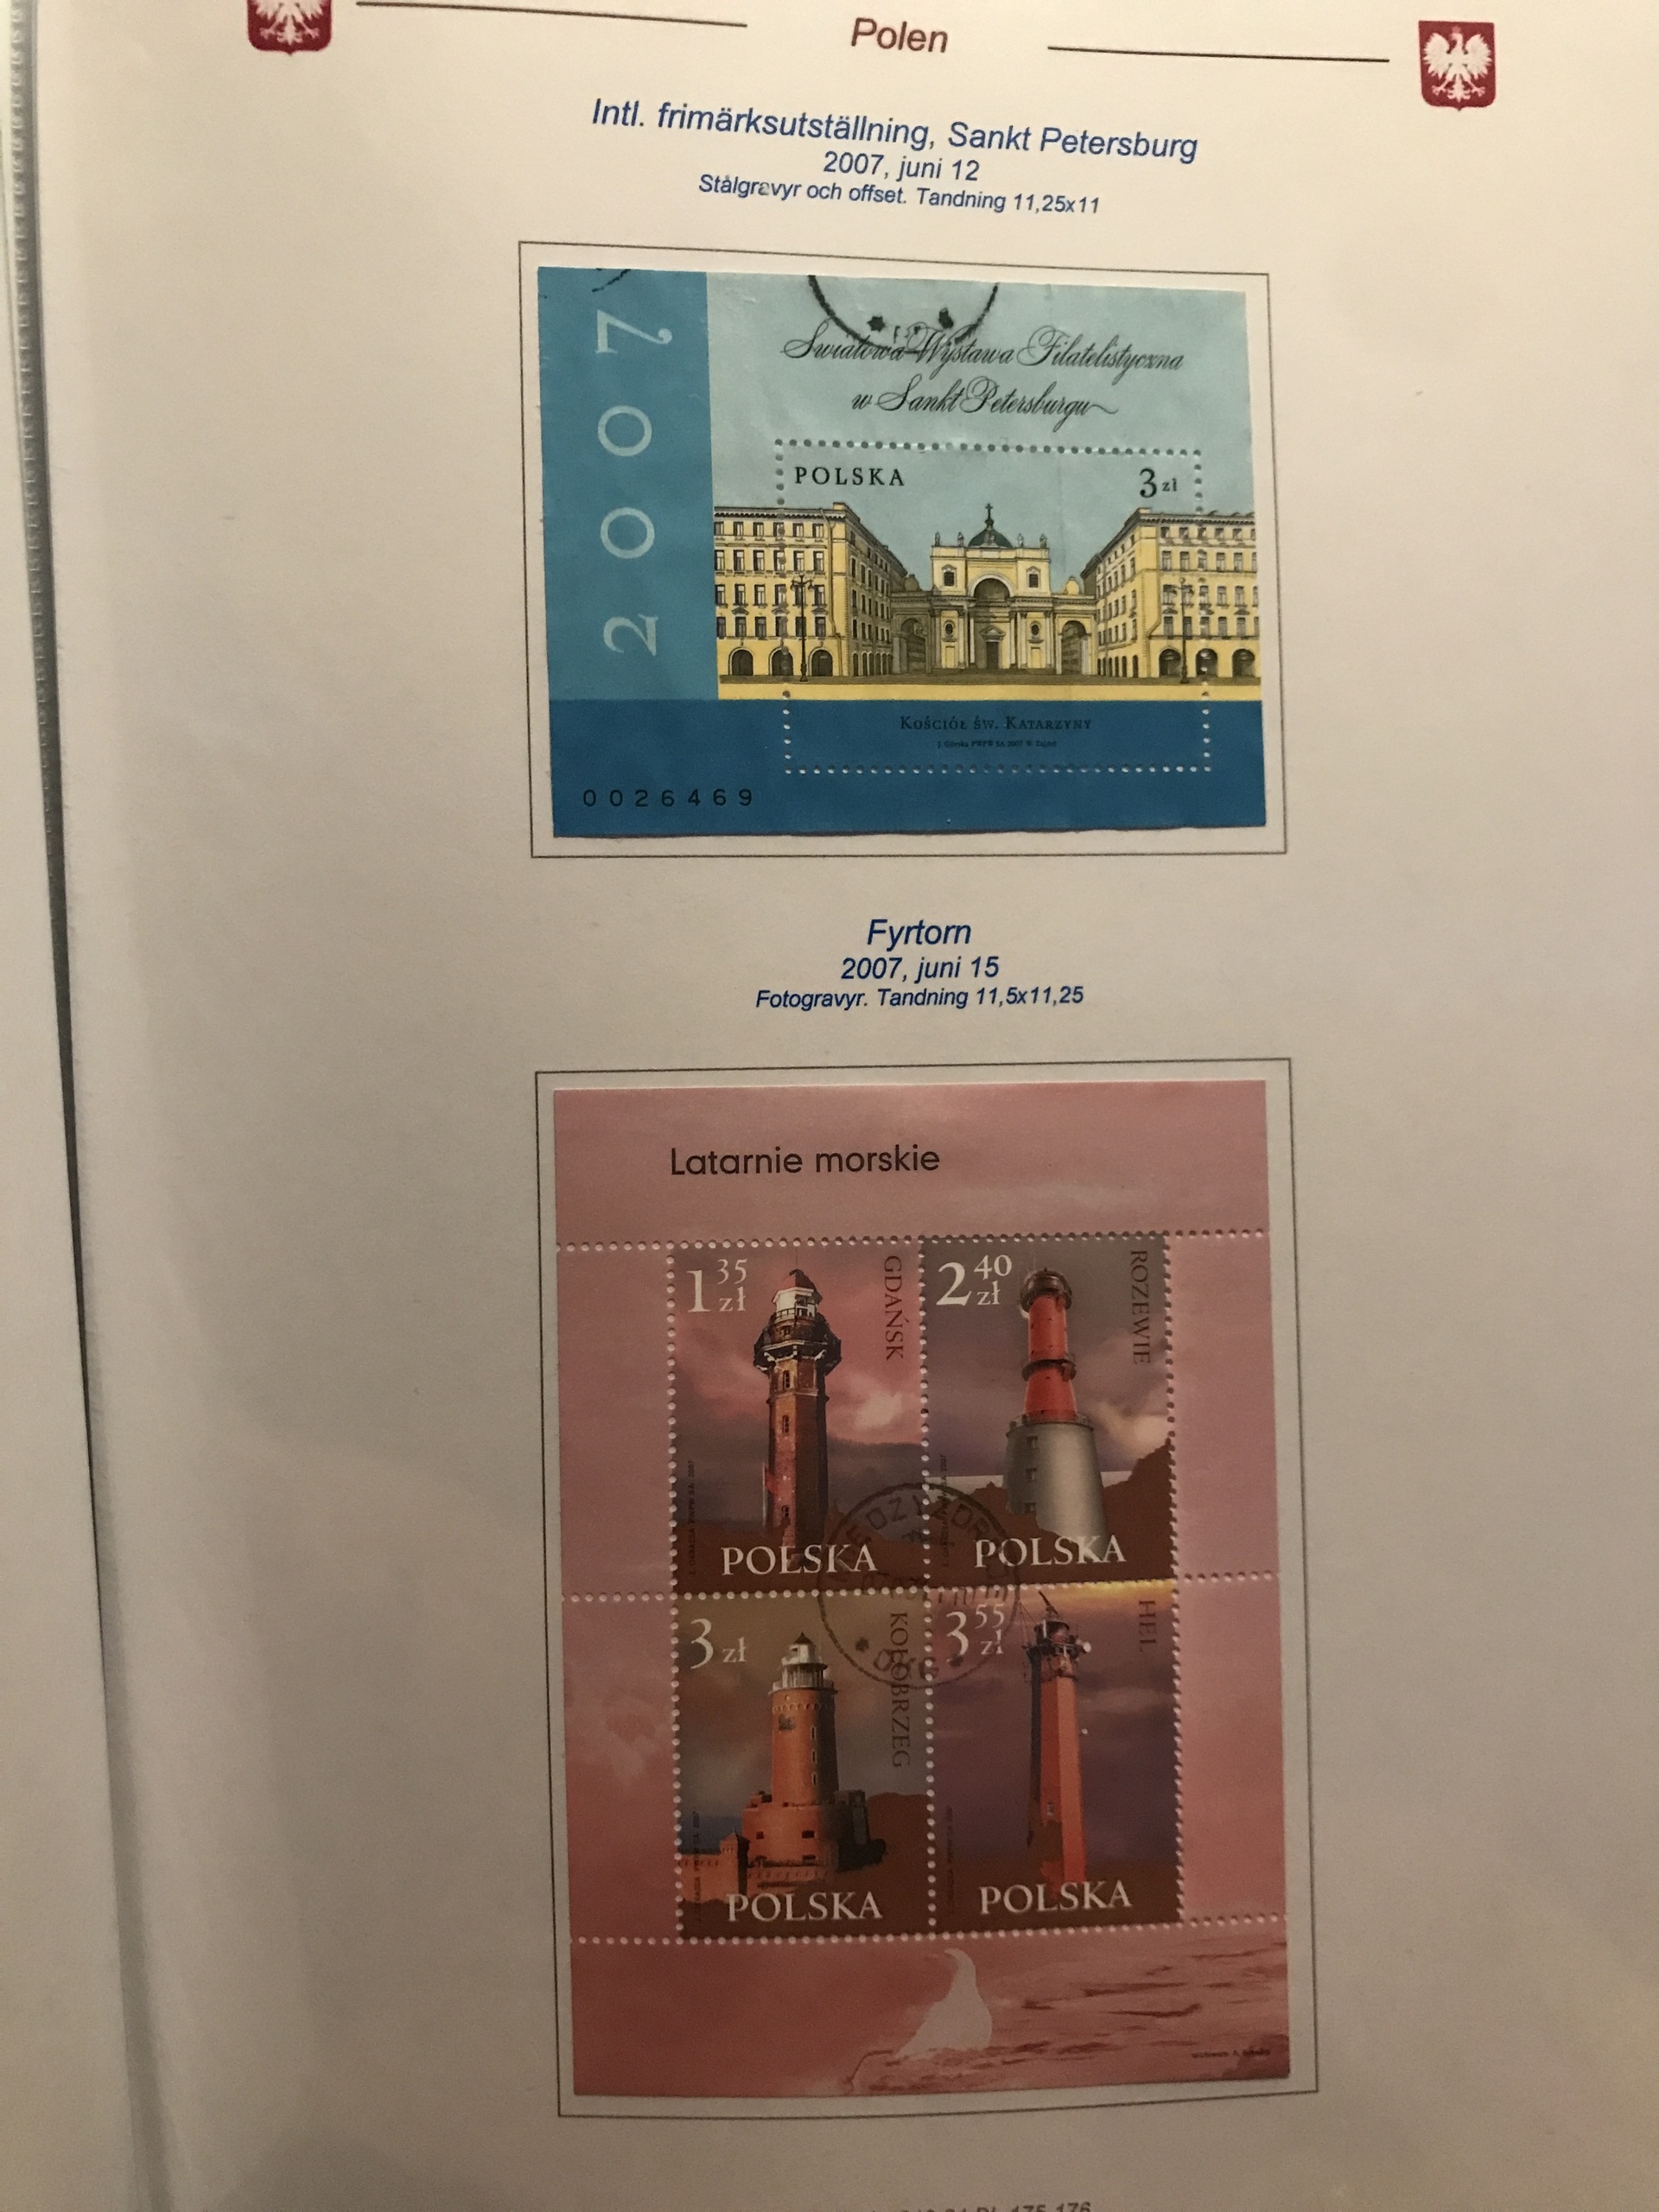 Polen
Intl. frimärksutställning, Sankt Petersburg
2007, juni 12
Stålgravyr och offset. Tandning 11,25x11
2007
Światowa Wystawa Filatelistyczna
w Sankt Petersburgu
POLSKA
3 zł
KOŚCIÓŁ ŚW. KATARZYNY
0026469
Fyrtorn
2007, juni 15
Fotogravyr. Tandning 11,5x11,25
Latarnie morskie
1 35 zł
GDAŃSK
POLSKA
2 40 zł
ROZEWIE
POLSKA
3 zł
KOŁOBRZEG
POLSKA
3 55 zł
HEL
POLSKA
175-176